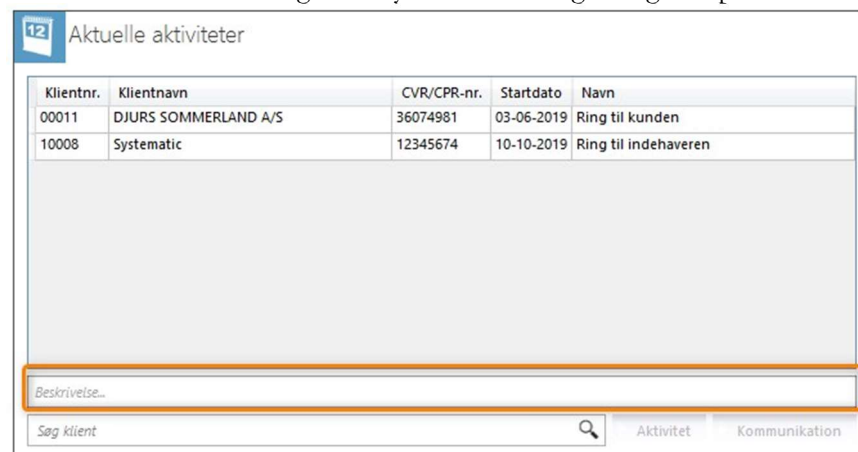 12 Aktuelle aktiviteter
Klientnr. Klientnavn CVR/CPR-nr. Startdato Navn
00011 DJURS SOMMERLAND A/S 36074981 03-06-2019 Ring til kunden
10008 Systematic 12345674 10-10-2019 Ring til indehaveren
Beskrivelse...
Søg klient Aktivitet Kommunikation